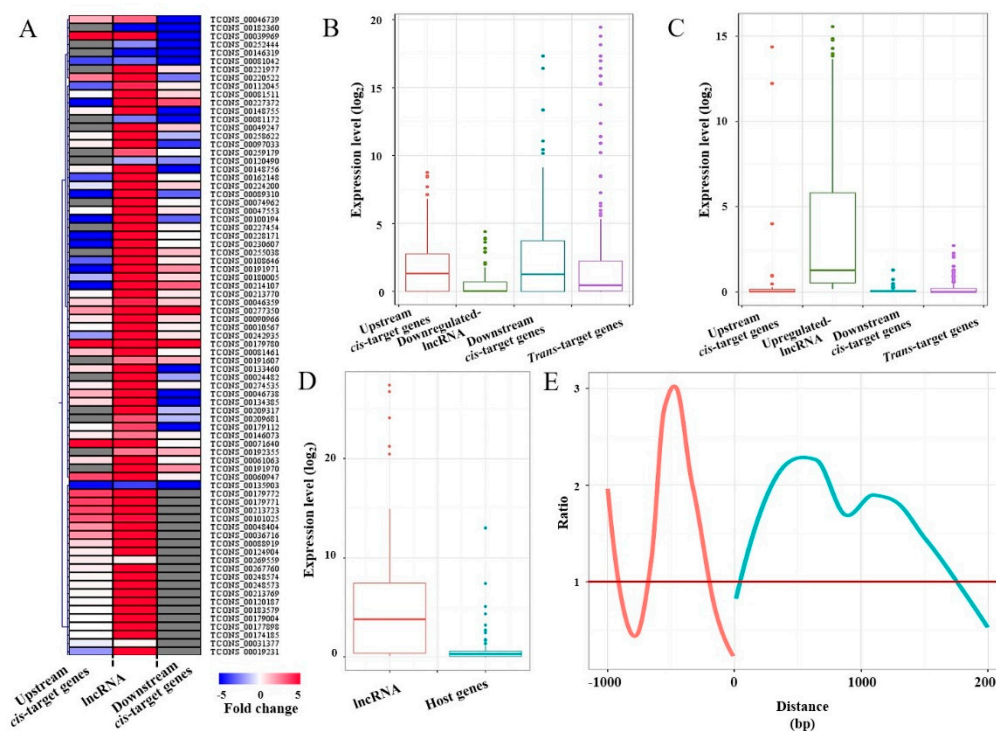 A
TCONS_00046739
TCONS_00182360
TCONS_00039969
TCONS_00252444
TCONS_00146319
TCONS_00081042
TCONS_00221977
TCONS_00220522
TCONS_00112045
TCONS_00081511
TCONS_00227372
TCONS_00148755
TCONS_00081172
TCONS_00049247
TCONS_00258622
TCONS_00097033
TCONS_00259179
TCONS_00120490
TCONS_00148756
TCONS_00162148
TCONS_00224200
TCONS_00089310
TCONS_00074962
TCONS_00047553
TCONS_00100194
TCONS_00227454
TCONS_00228171
TCONS_00230607
TCONS_00255038
TCONS_00108646
TCONS_00191971
TCONS_00180005
TCONS_00214107
TCONS_00213770
TCONS_00046359
TCONS_00277350
TCONS_00090966
TCONS_00010567
TCONS_00242935
TCONS_00179780
TCONS_00081461
TCONS_00191607
TCONS_00133460
TCONS_00024482
TCONS_00274535
TCONS_00046738
TCONS_00134385
TCONS_00209317
TCONS_00209681
TCONS_00179112
TCONS_00146073
TCONS_00071640
TCONS_00192355
TCONS_00061063
TCONS_00191970
TCONS_00060947
TCONS_00135903
TCONS_00179772
TCONS_00179771
TCONS_00213723
TCONS_00101025
TCONS_00048404
TCONS_00036716
TCONS_00088919
TCONS_00124904
TCONS_00269559
TCONS_00267760
TCONS_00248574
TCONS_00248573
TCONS_00213769
TCONS_00120187
TCONS_00183579
TCONS_00179004
TCONS_00177898
TCONS_00174185
TCONS_00031377
TCONS_00019231
Upstream
cis-target genes
lncRNA
Downstream
cis-target genes
-5 0 5
Fold change
B
Expression level (log2)
20
15
10
5
0
Upstream
cis-target genes
Downregulated-
lncRNA
Downstream
cis-target genes
Trans-target genes
C
Expression level (log2)
15
10
5
0
Upstream
cis-target genes
Upregulated-
lncRNA
Downstream
cis-target genes
Trans-target genes
D
Expression level (log2)
20
10
0
lncRNA
Host genes
E
Ratio
3
2
1
-1000 0 1000 200
Distance
(bp)